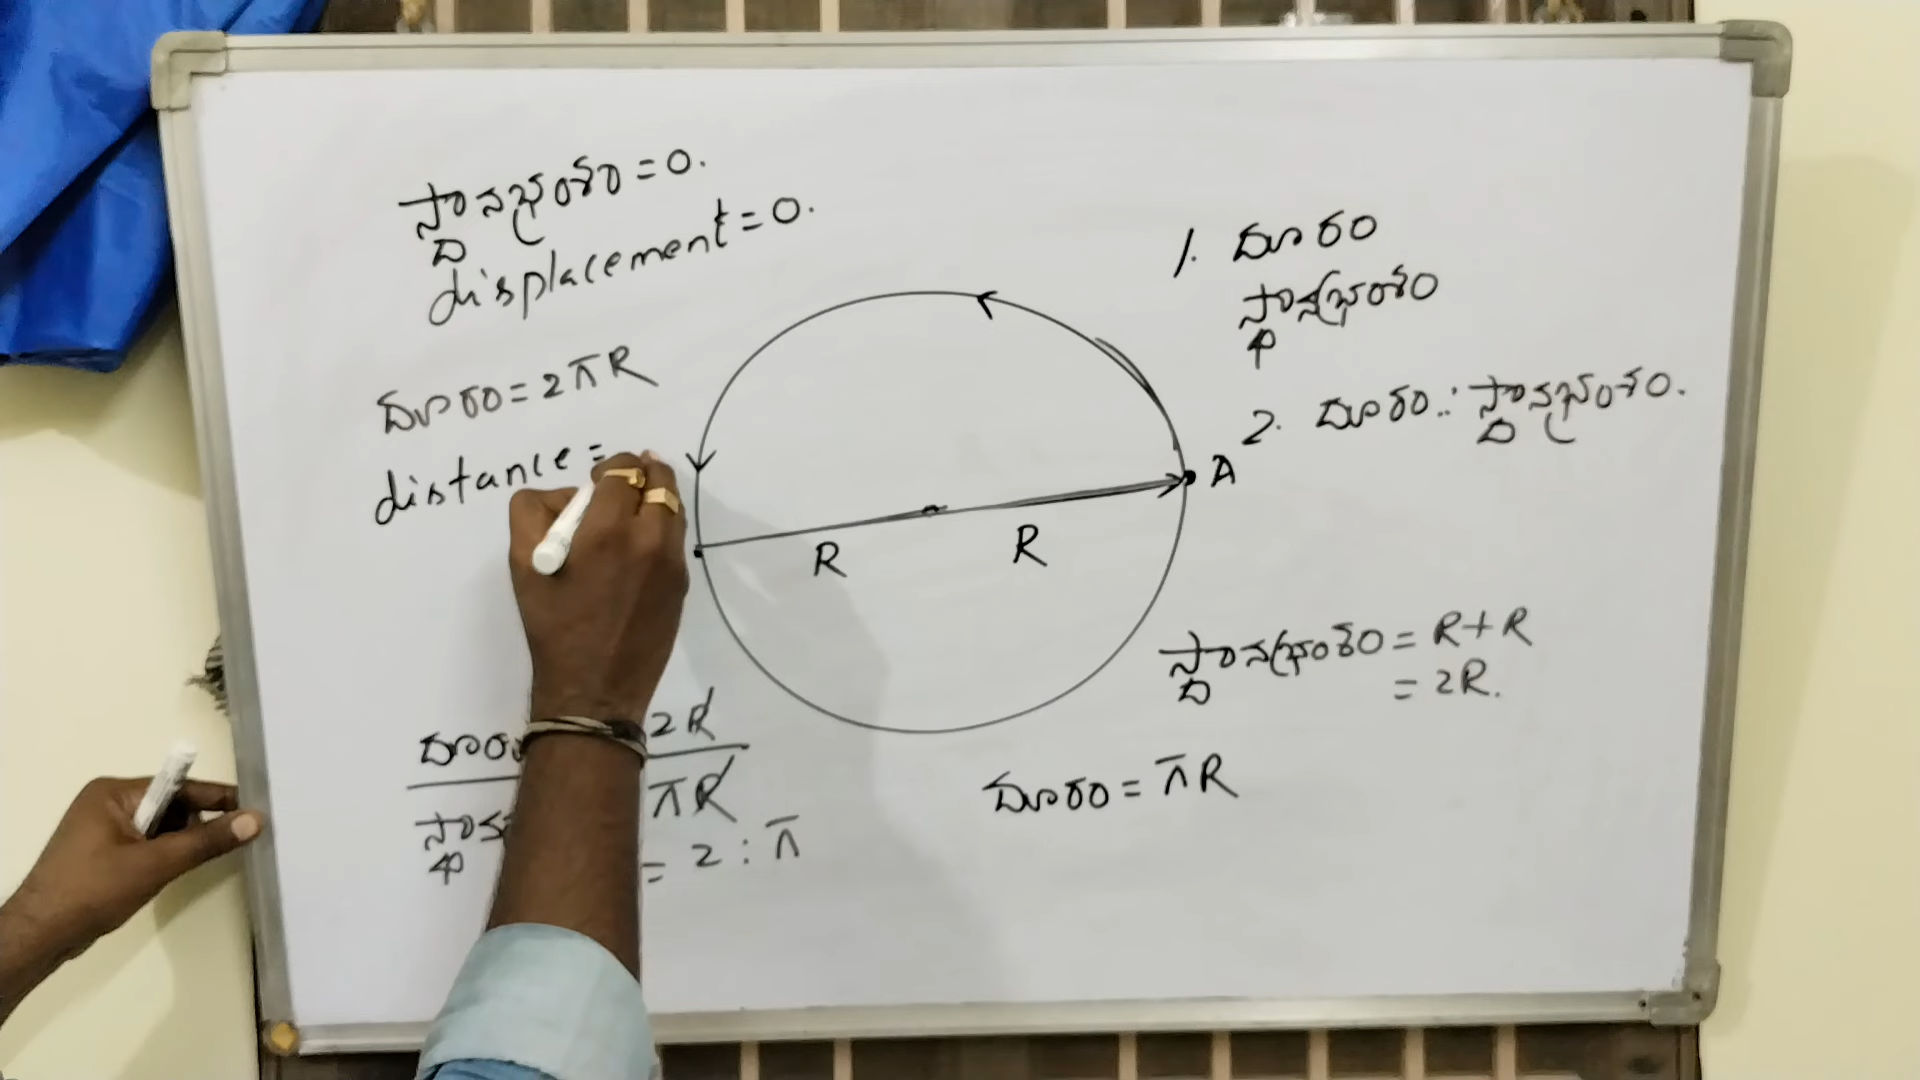 స్థానభ్రంశం = 0.
displacement = 0.
దూరం = 2πR
distance =
1. దూరం
స్థానభ్రంశం
2. దూరం : స్థానభ్రంశం.
A
R
R
స్థానభ్రంశం = R+R
= 2R.
దూరం = πR
2R
πR
= 2 : π